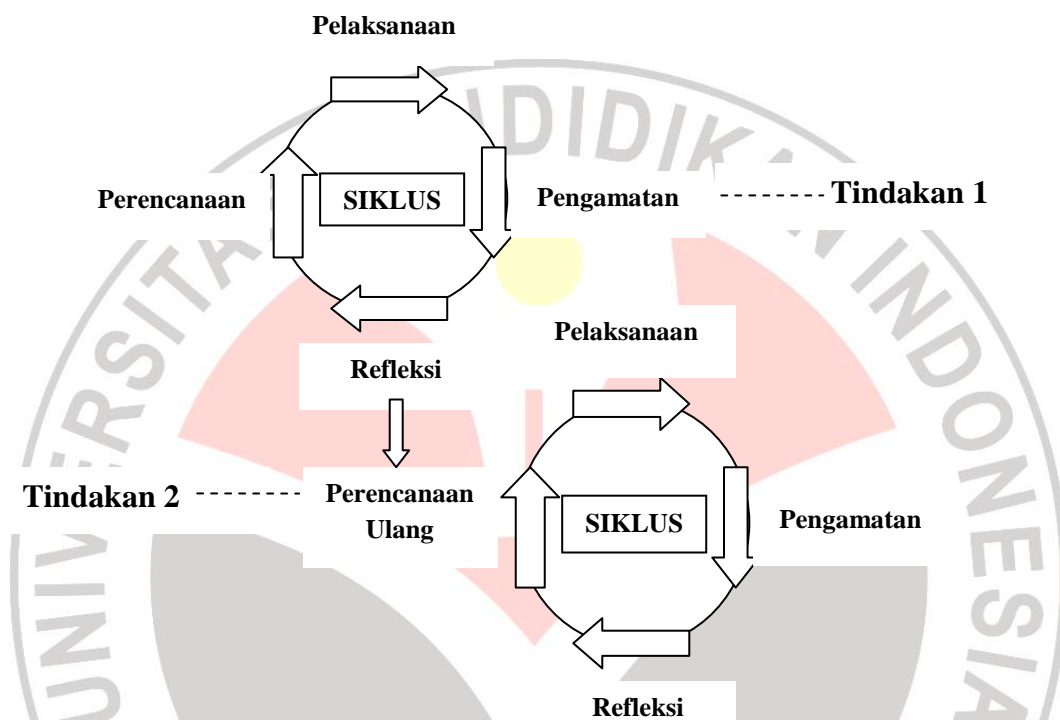 Pelaksanaan
Perencanaan
SIKLUS
Pengamatan
Tindakan 1
Refleksi
Pelaksanaan
Tindakan 2
Perencanaan
Ulang
SIKLUS
Pengamatan
Refleksi